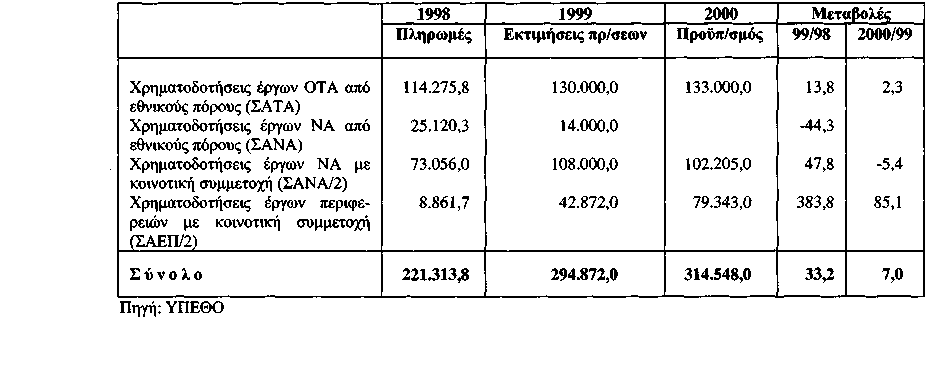 1998 1999 2000 Μεταβολές
Πληρωμές Εκτιμήσεις πρ/σεων Προϋπ/σμός 99/98 2000/99
Χρηματοδοτήσεις έργων ΟΤΑ από 114.275,8 130.000,0 133.000,0 13,8 2,3
εθνικούς πόρους (ΣΑΤΑ)
Χρηματοδοτήσεις έργων ΝΑ από 25.120,3 14.000,0 -44,3
εθνικούς πόρους (ΣΑΝΑ)
Χρηματοδοτήσεις έργων ΝΑ με 73.056,0 108.000,0 102.205,0 47,8 -5,4
κοινοτική συμμετοχή (ΣΑΝΑ/2)
Χρηματοδοτήσεις έργων περιφε- 8.861,7 42.872,0 79.343,0 383,8 85,1
ρειών με κοινοτική συμμετοχή
(ΣΑΕΠ/2)
Σύνολο 221.313,8 294.872,0 314.548,0 33,2 7,0
Πηγή: ΥΠΕΘΟ